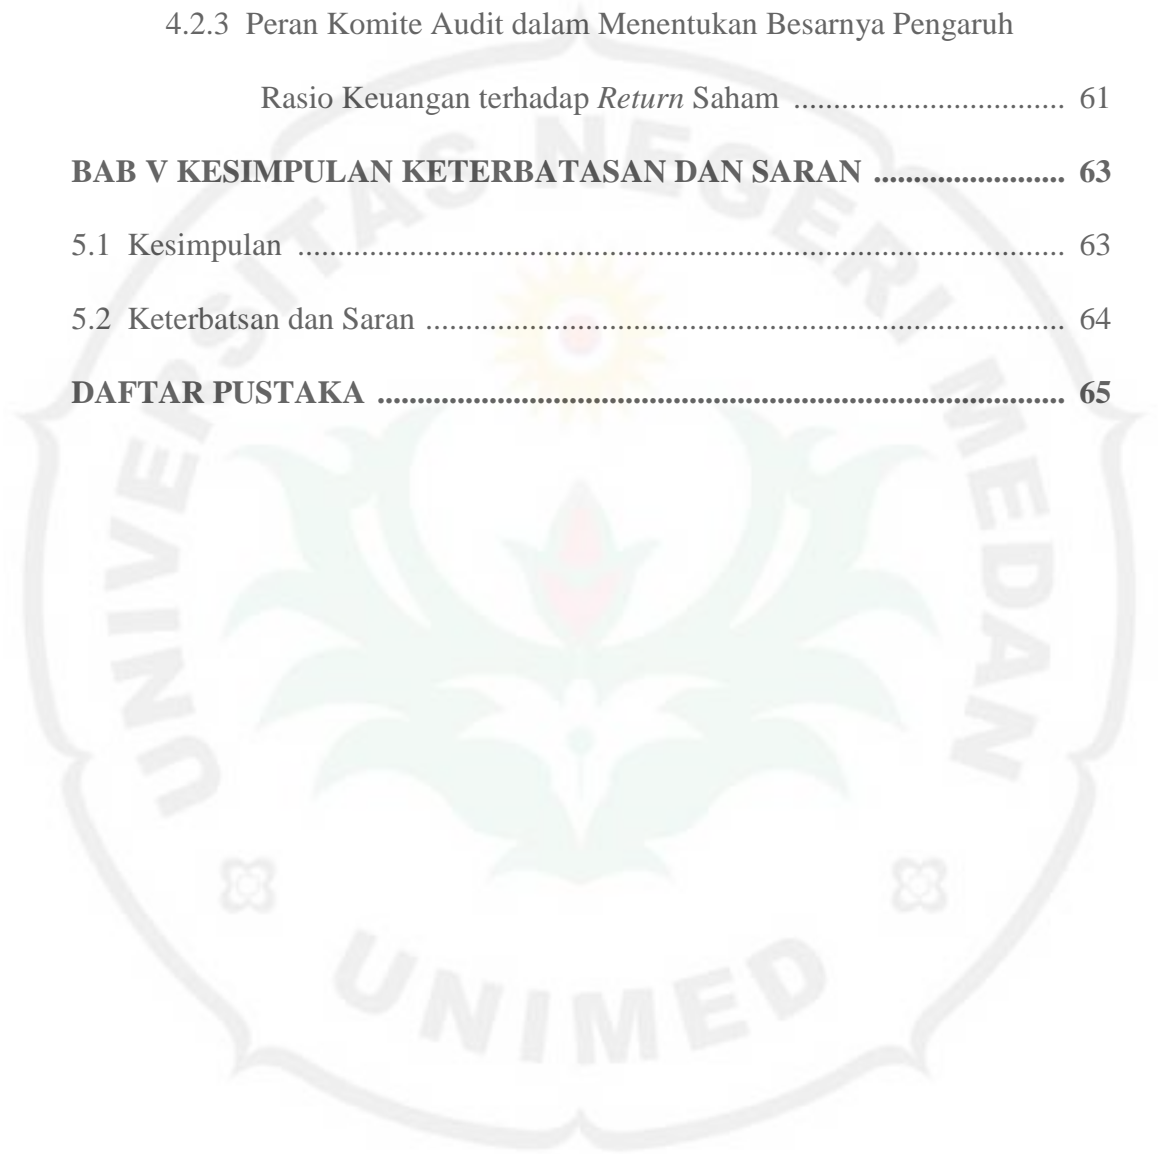 4.2.3 Peran Komite Audit dalam Menentukan Besarnya Pengaruh
Rasio Keuangan terhadap Return Saham .............................. 61
BAB V KESIMPULAN KETERBATASAN DAN SARAN ........................ 63
5.1 Kesimpulan ................................................................................ 63
5.2 Keterbatsan dan Saran ................................................................... 64
DAFTAR PUSTAKA ........................................................................ 65
UNIVERSITAS NEGERI MEDAN
UNIMED